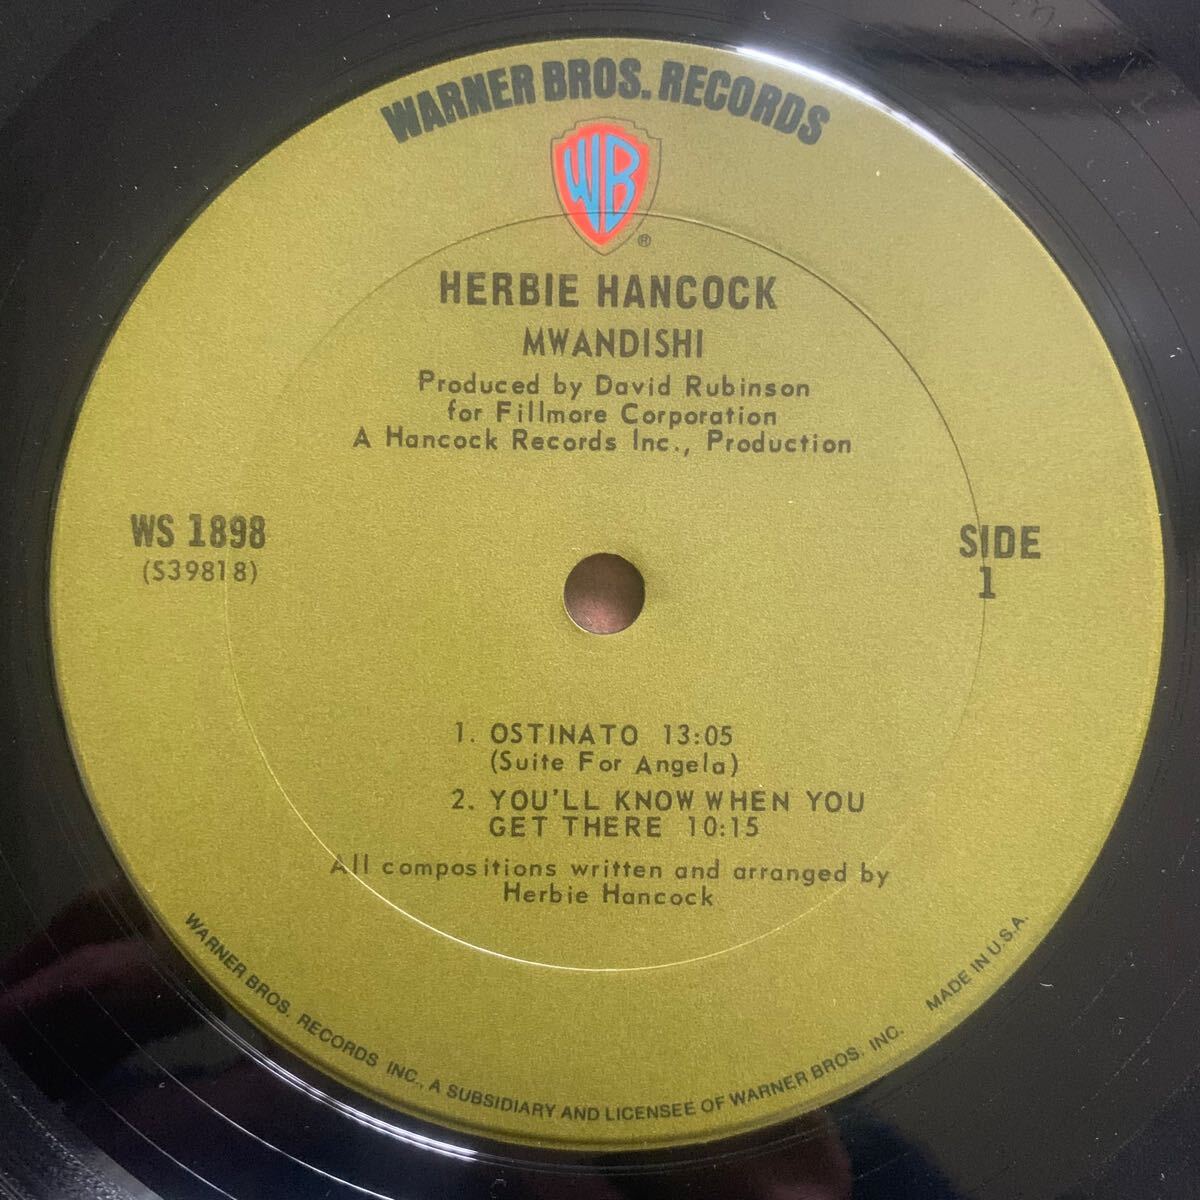 WARNER BROS. RECORDS
WB
®
HERBIE HANCOCK
MWANDISHI
Produced by David Rubinson
for Fillmore Corporation
A Hancock Records Inc., Production
WS 1898
(S39818)
SIDE
1
1. OSTINATO 13:05
(Suite For Angela)
2. YOU'LL KNOW WHEN YOU
GET THERE 10:15
All compositions written and arranged by
Herbie Hancock
WARNER BROS. RECORDS INC., A SUBSIDIARY AND LICENSEE OF WARNER BROS. INC. MADE IN U.S.A.